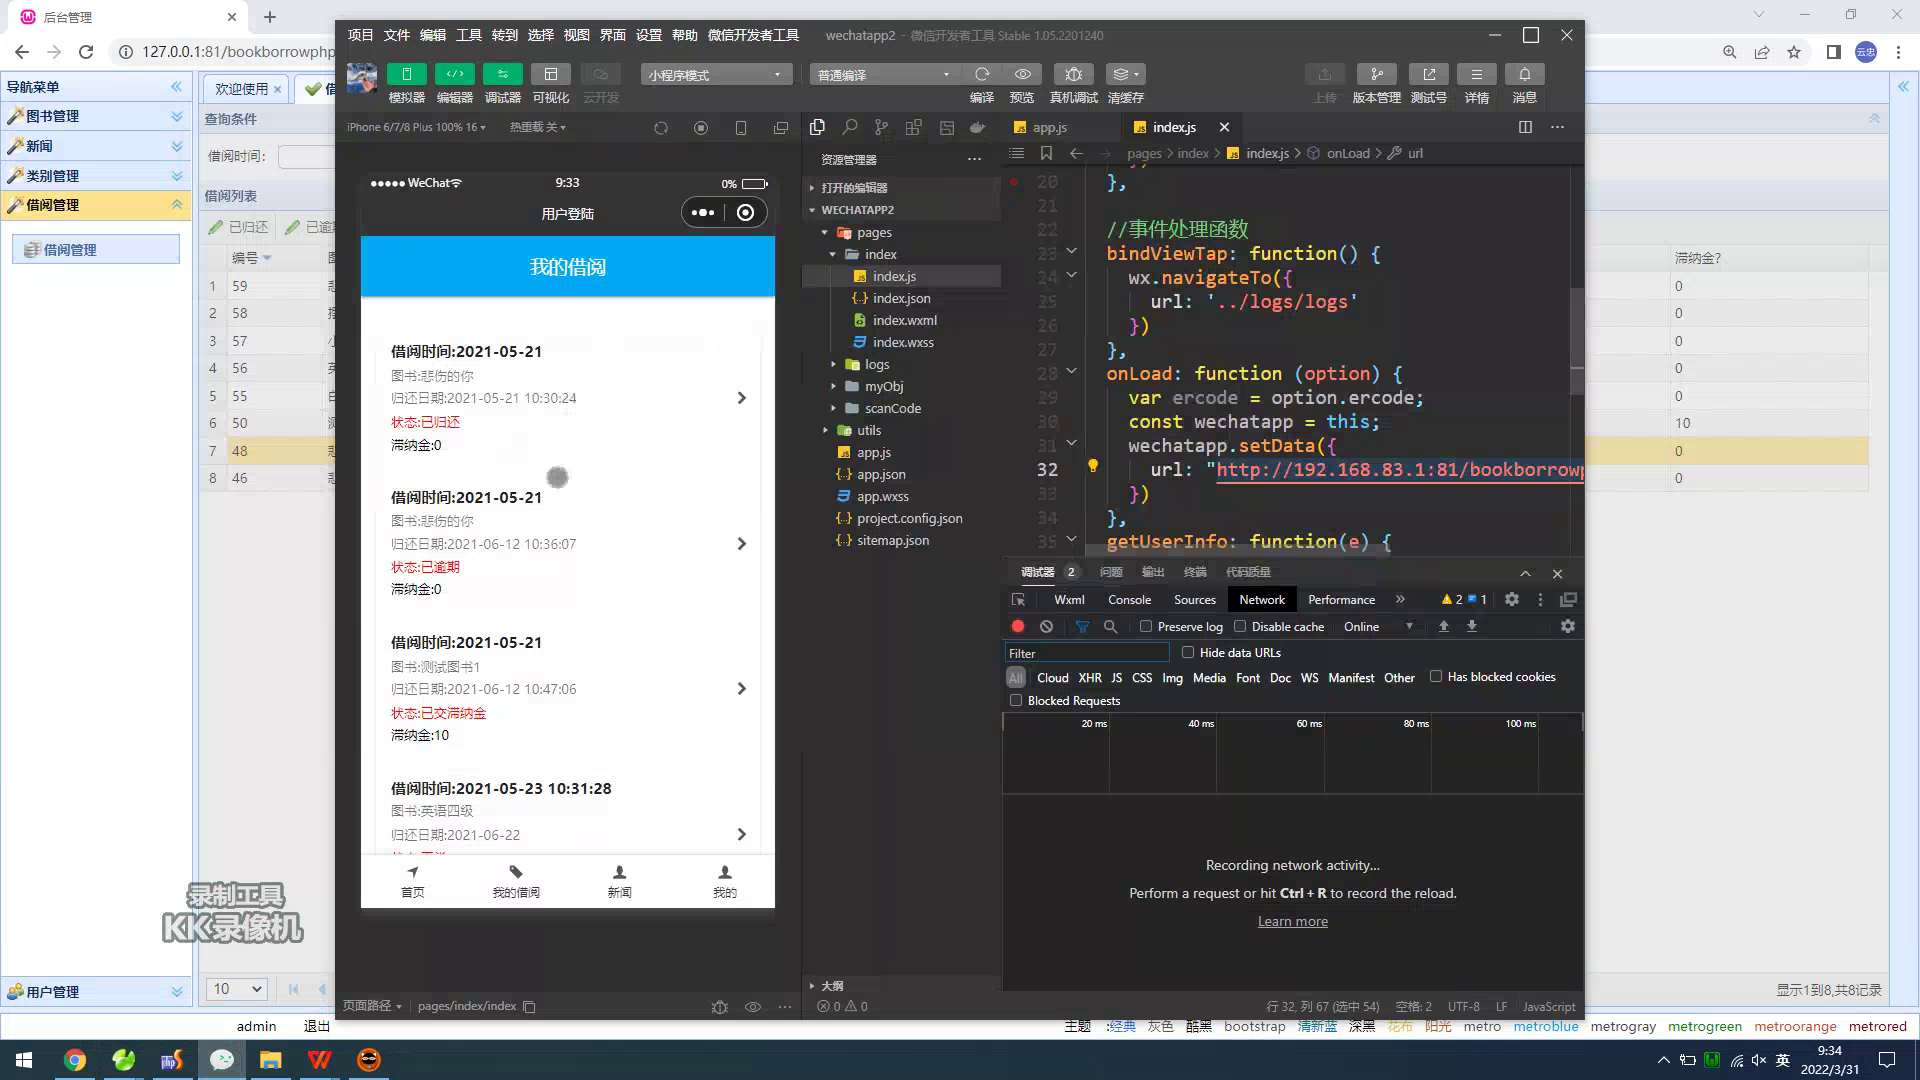 后台管理
127.0.0.1:81/bookborrowphp
云忠
导航菜单
图书管理
新闻
类别管理
借阅管理
借阅管理
用户管理
欢迎使用
查询条件
借阅时间:
借阅列表
已归还
编号
滞纳金?
1 59 0
2 58 0
3 57 0
4 56 0
5 55 0
6 50 10
7 48 0
8 46 0
10
显示1到8,共8记录
admin 退出
主题 :经典 灰色 酷黑 bootstrap 清新蓝 深黑 花布 阳光 metro metroblue metrogray metrogreen metroorange metrored
项目 文件 编辑 工具 转到 选择 视图 界面 设置 帮助 微信开发者工具 wechatapp2 - 微信开发者工具 Stable 1.05.2201240
模拟器 编辑器 调试器 可视化 云开发
小程序模式
普通编译
编译 预览 真机调试 清缓存
上传 版本管理 测试号 详情 消息
iPhone 6/7/8 Plus 100% 16
热重载 关
WeChat
9:33
0%
用户登陆
我的借阅
借阅时间:2021-05-21
图书:悲伤的你
归还日期:2021-05-21 10:30:24
状态:已归还
滞纳金:0
借阅时间:2021-05-21
图书:悲伤的你
归还日期:2021-06-12 10:36:07
状态:已逾期
滞纳金:0
借阅时间:2021-05-21
图书:测试图书1
归还日期:2021-06-12 10:47:06
状态:已交滞纳金
滞纳金:10
借阅时间:2021-05-23 10:31:28
图书:英语四级
归还日期:2021-06-22
首页 我的借阅 新闻 我的
页面路径 pages/index/index
资源管理器
打开的编辑器
WECHATAPP2
pages
index
index.js
index.json
index.wxml
index.wxss
logs
myObj
scanCode
utils
app.js
app.json
app.wxss
project.config.json
sitemap.json
大纲
0 0
app.js
index.js
pages > index > index.js > onLoad > url
20 },
21
22 //事件处理函数
23 bindViewTap: function() {
24 wx.navigateTo({
25 url: '../logs/logs'
26 })
27 },
28 onLoad: function (option) {
29 var ercode = option.ercode;
30 const wechatapp = this;
31 wechatapp.setData({
32 url: "http://192.168.83.1:81/bookborrowp
33 })
34 },
35 getUserInfo: function(e) {
调试器 2 问题 输出 终端 代码质量
Wxml Console Sources Network Performance » 2 1
Preserve log Disable cache Online
Filter Hide data URLs
All Cloud XHR JS CSS Img Media Font Doc WS Manifest Other Has blocked cookies
Blocked Requests
20 ms 40 ms 60 ms 80 ms 100 ms
Recording network activity...
Perform a request or hit Ctrl + R to record the reload.
Learn more
行 32, 列 67 (选中 54) 空格: 2 UTF-8 LF JavaScript
录制工具
KK录像机
英
9:34
2022/3/31